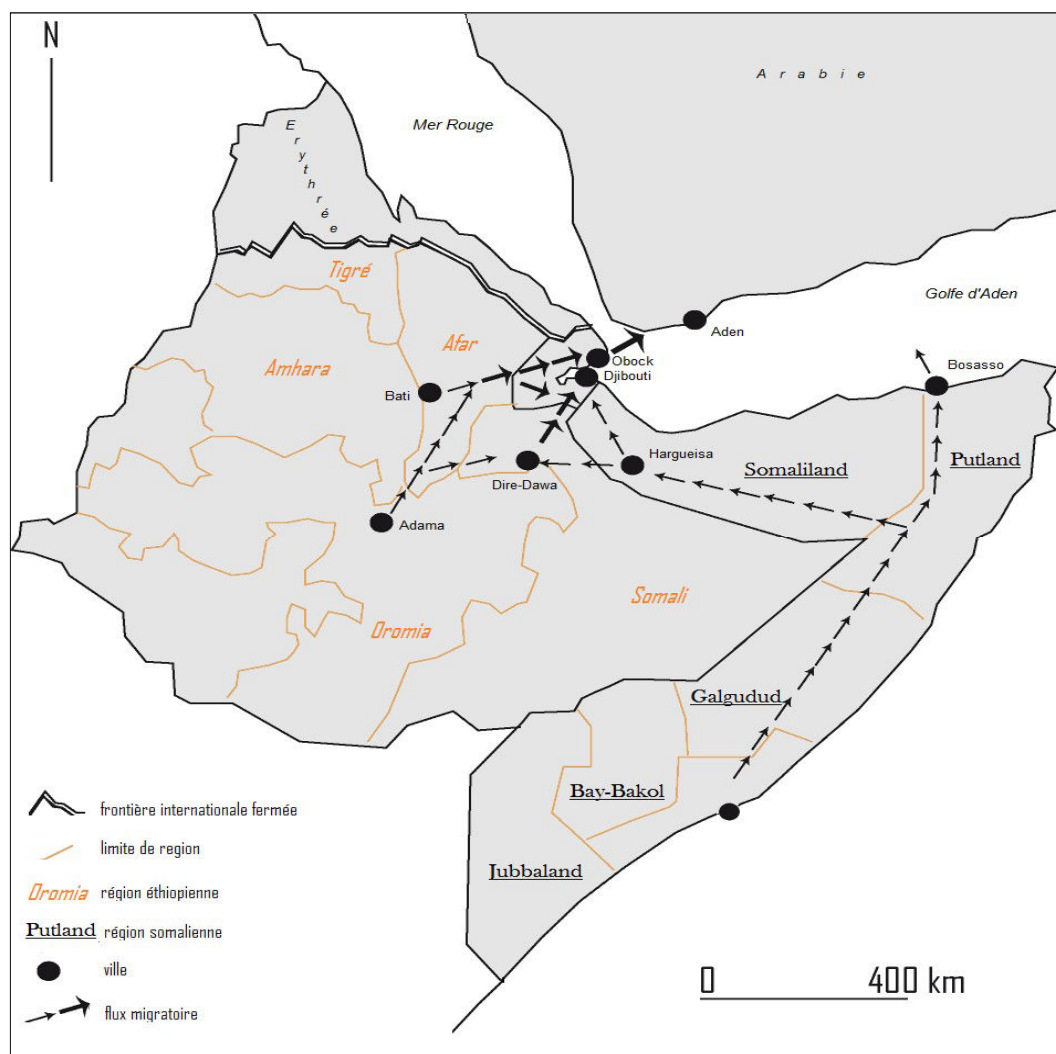 N
Arabie
Mer Rouge
Erythrée
Golfe d'Aden
Tigré
Aden
Afar
Obock
Amhara
Djibouti
Bosasso
Bati
Hargueisa
Putland
Somaliland
Dire-Dawa
Adama
Somali
Oromia
Galgudud
Bay-Bakol
frontière internationale fermée
limite de region
Jubbaland
Oromia région éthiopienne
Putland région somalienne
0 400 km
ville
flux migratoire